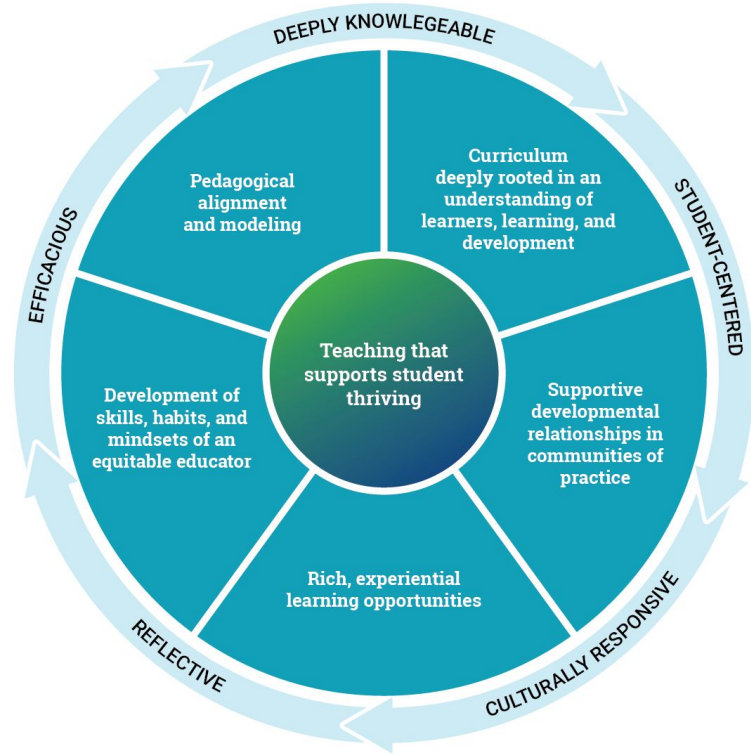 DEEPLY KNOWLEGEABLE
STUDENT-CENTERED
CULTURALLY RESPONSIVE
REFLECTIVE
EFFICACIOUS
Curriculum
deeply rooted in an
understanding of
learners, learning, and
development
Supportive
developmental
relationships in
communities of
practice
Rich, experiential
learning opportunities
Development of
skills, habits, and
mindsets of an
equitable educator
Pedagogical
alignment
and modeling
Teaching that
supports student
thriving